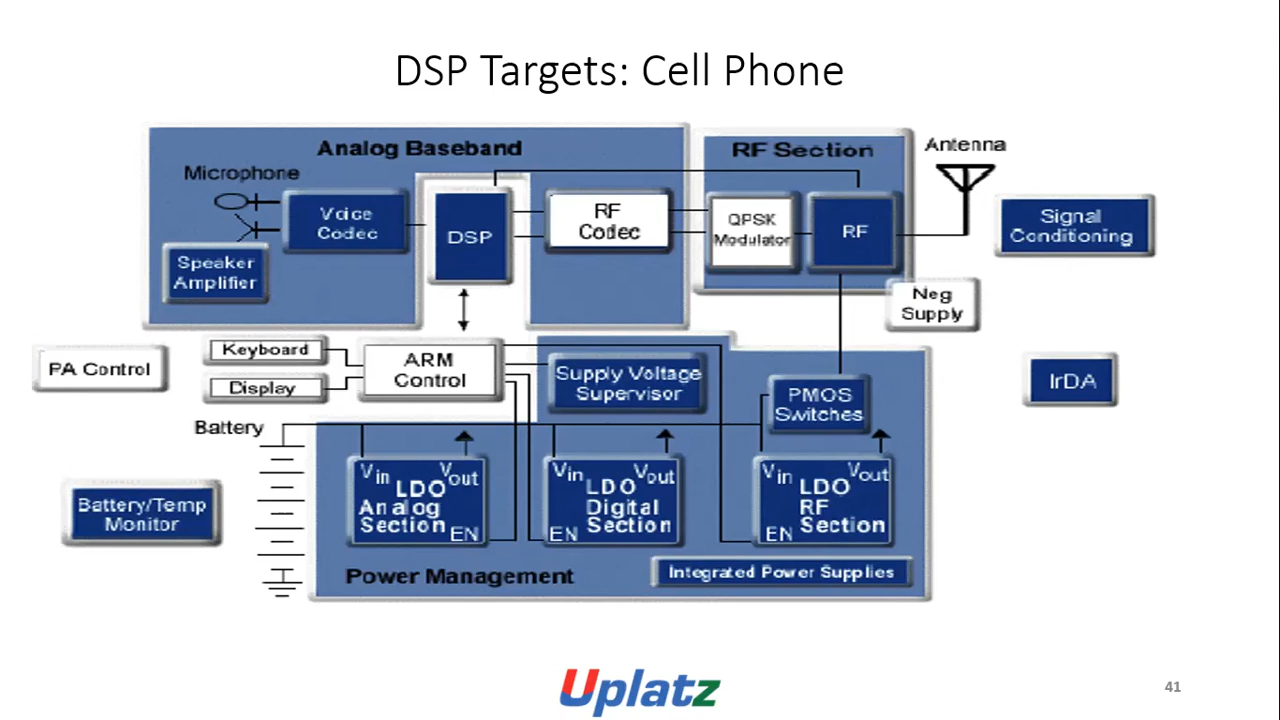 DSP Targets: Cell Phone
Analog Baseband
RF Section
Antenna
Microphone
Voice
Codec
DSP
RF
Codec
QPSK
Modulator
RF
Signal
Conditioning
Speaker
Amplifier
Neg
Supply
PA Control
Keyboard
Display
ARM
Control
Supply Voltage
Supervisor
PMOS
Switches
IrDA
Battery
Battery/Temp
Monitor
Vin Vout
LDO
Analog
Section
EN
Vin Vout
LDO
Digital
Section
EN
Vin Vout
LDO
RF
Section
EN
Power Management
Integrated Power Supplies
Uplatz
41